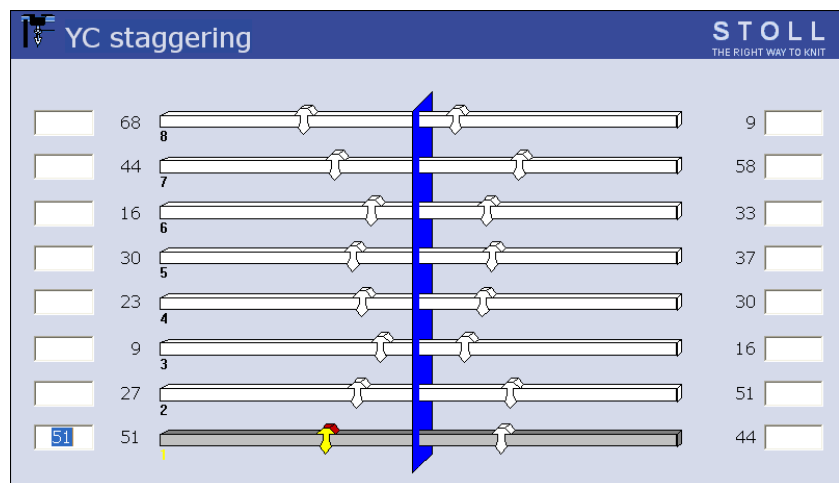 YC staggering
STOLL
THE RIGHT WAY TO KNIT
68 8 9
44 7 58
16 6 33
30 5 37
23 4 30
9 3 16
27 2 51
51 51 1 44